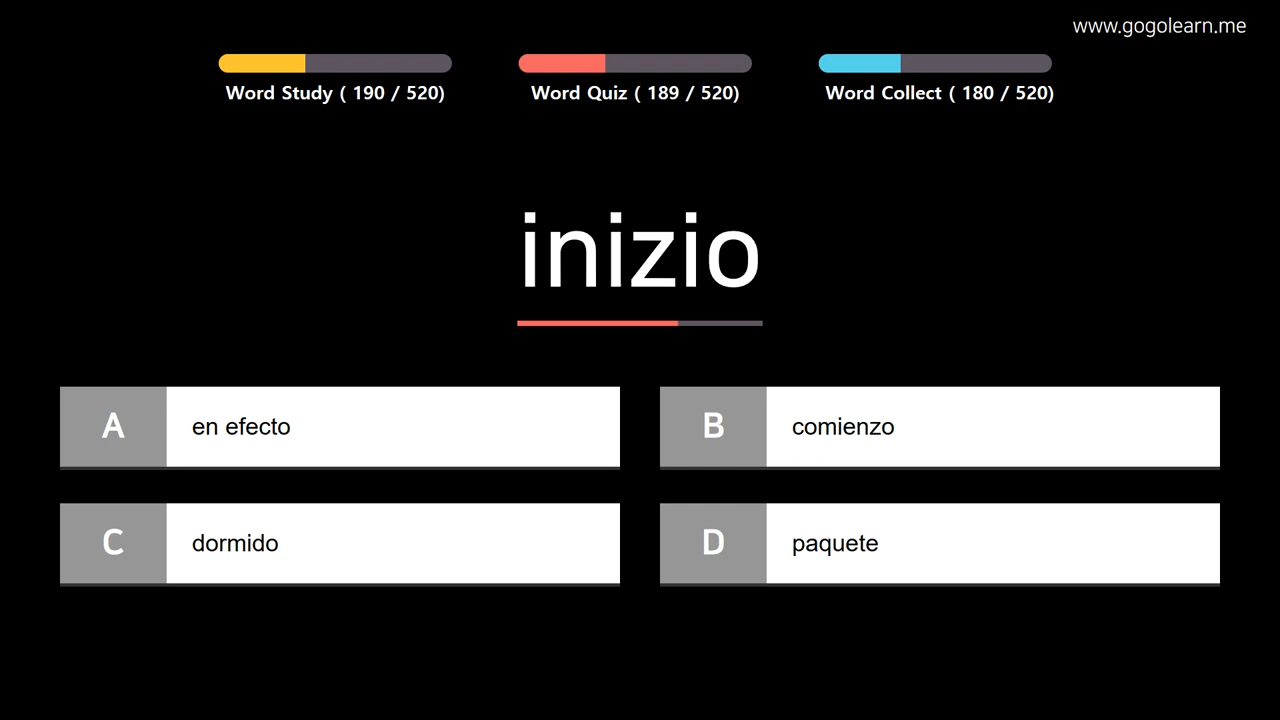 www.gogolearn.me
Word Study ( 190 / 520)
Word Quiz ( 189 / 520)
Word Collect ( 180 / 520)
inizio
A en efecto
B comienzo
C dormido
D paquete